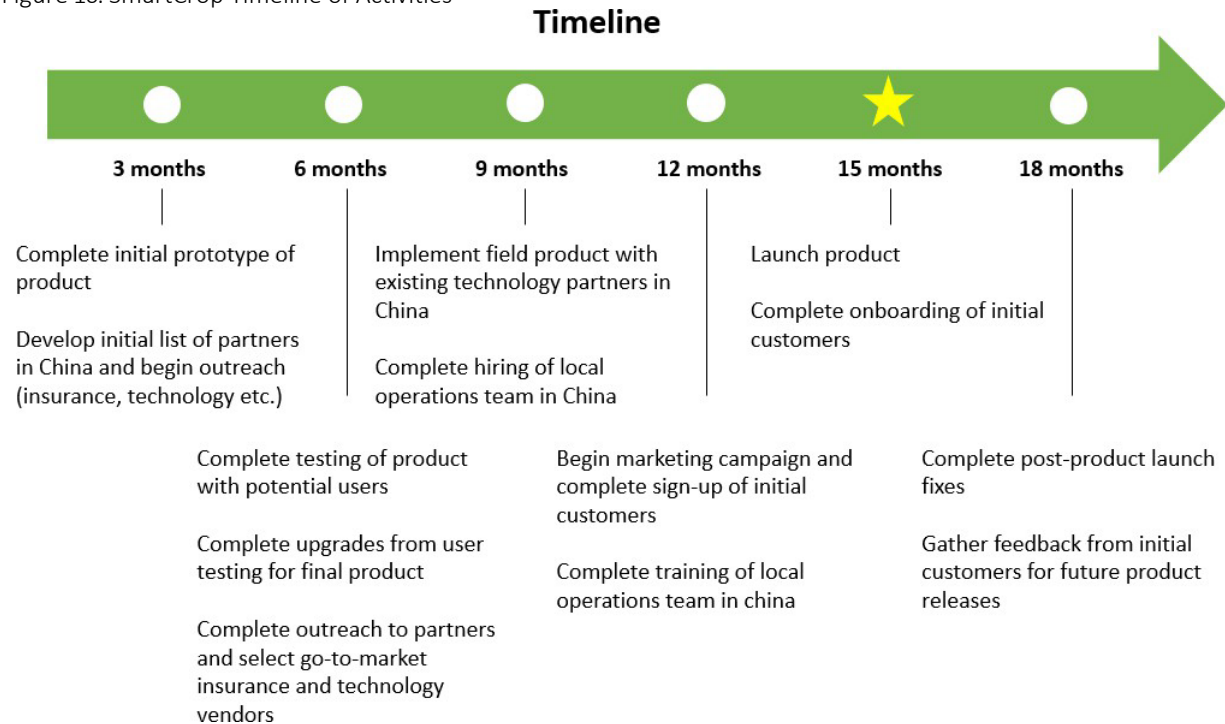 Figure 16: SmartCrop Timeline of Activities
Timeline
3 months
6 months
9 months
12 months
15 months
18 months
Complete initial prototype of
product
Develop initial list of partners
in China and begin outreach
(insurance, technology etc.)
Implement field product with
existing technology partners in
China
Complete hiring of local
operations team in China
Launch product
Complete onboarding of initial
customers
Complete testing of product
with potential users
Complete upgrades from user
testing for final product
Complete outreach to partners
and select go-to-market
insurance and technology
vendors
Begin marketing campaign and
complete sign-up of initial
customers
Complete training of local
operations team in china
Complete post-product launch
fixes
Gather feedback from initial
customers for future product
releases